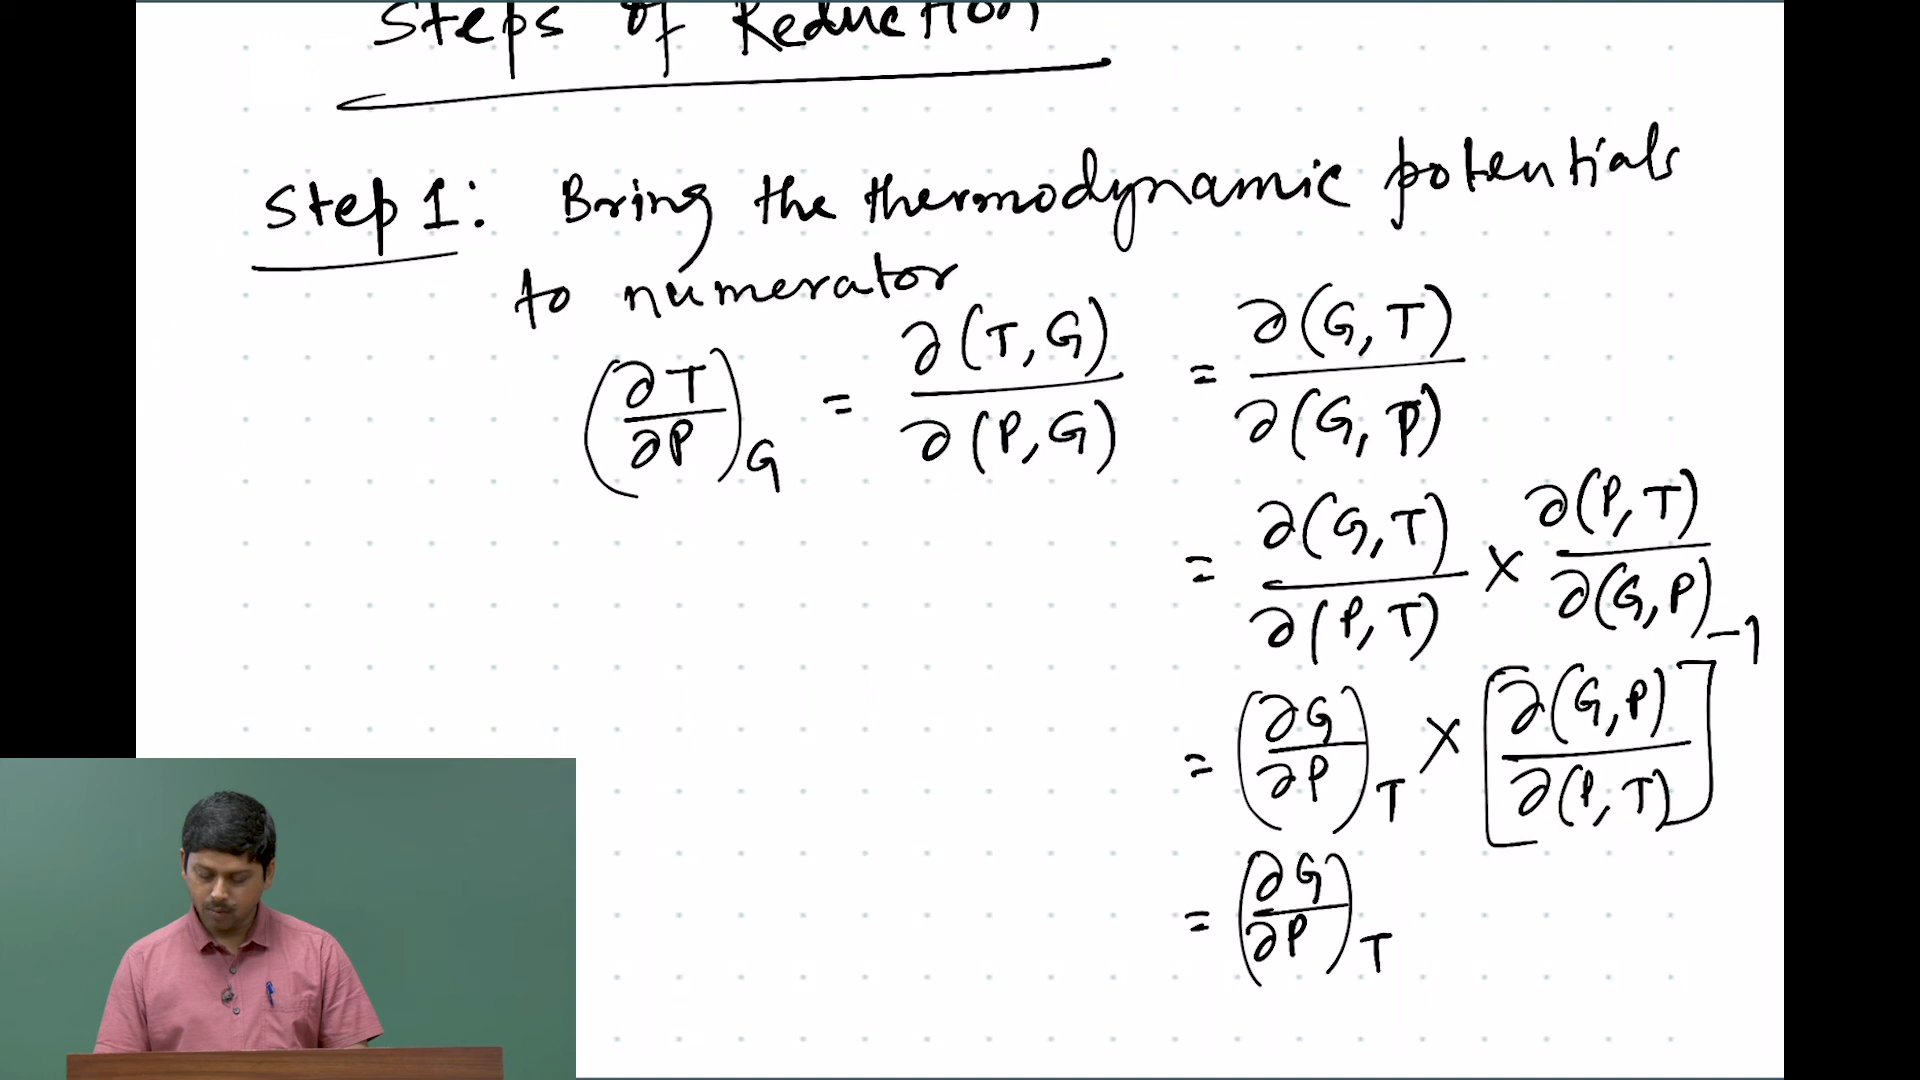 Steps of Reduction
Step 1: Bring the thermodynamic potentials
to numerator
(∂T/∂P)_G = ∂(T,G)/∂(P,G) = ∂(G,T)/∂(G,P)
= ∂(G,T)/∂(P,T) × ∂(P,T)/∂(G,P)
= (∂G/∂P)_T × [∂(G,P)/∂(P,T)]^-1
= (∂G/∂P)_T